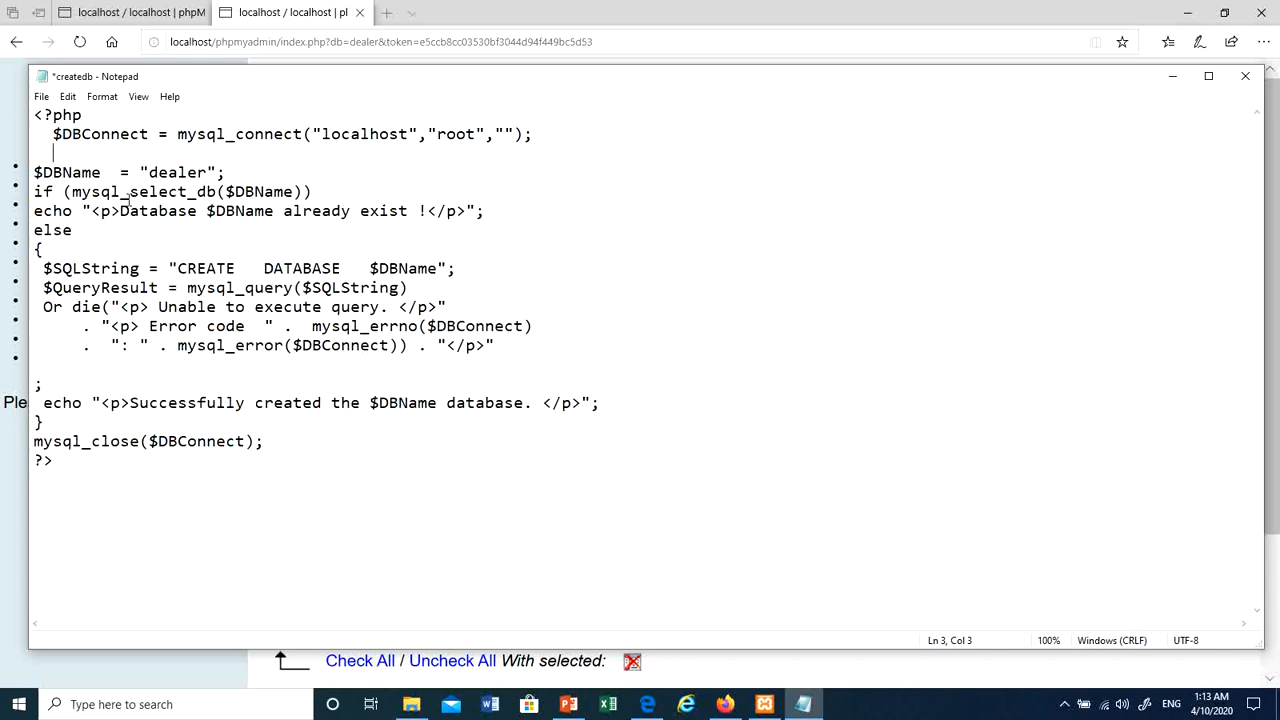 localhost / localhost | phpM
localhost / localhost | pl
localhost/phpmyadmin/index.php?db=dealer&token=e5ccb8cc03530bf3044d94f449bc5d53
*createdb - Notepad
File Edit Format View Help
<?php
$DBConnect = mysql_connect("localhost","root","");
$DBName  = "dealer";
if (mysql_select_db($DBName))
echo "<p>Database $DBName already exist !</p>";
else
{
$SQLString = "CREATE   DATABASE   $DBName";
$QueryResult = mysql_query($SQLString)
Or die("<p> Unable to execute query. </p>"
.  "<p> Error code  " .  mysql_errno($DBConnect)
.  ": " . mysql_error($DBConnect)) . "</p>"
;
echo "<p>Successfully created the $DBName database. </p>";
}
mysql_close($DBConnect);
?>
Ple
Ln 3, Col 3
100%
Windows (CRLF)
UTF-8
Check All / Uncheck All With selected:
Type here to search
ENG
1:13 AM
4/10/2020